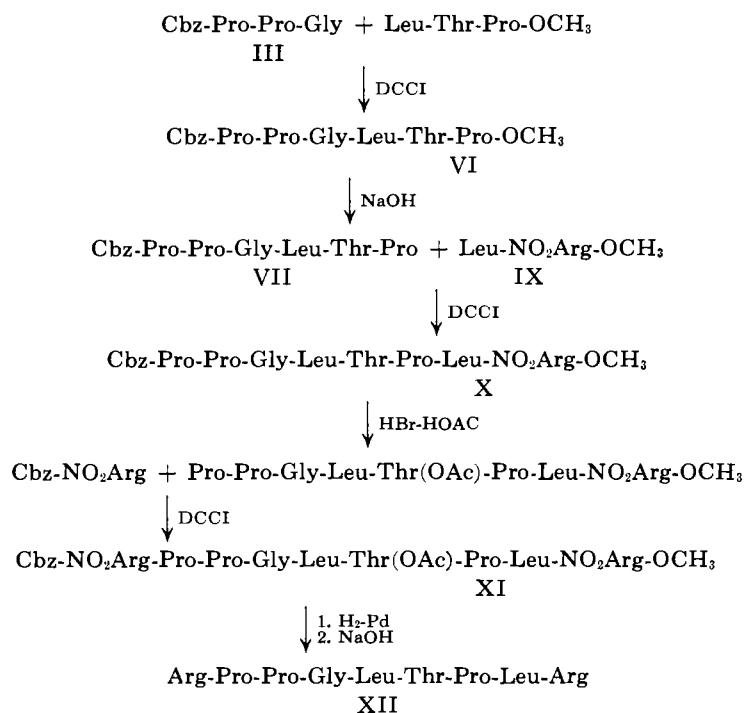 Cbz-Pro-Pro-Gly + Leu-Thr-Pro-OCH₃
III
DCCI
Cbz-Pro-Pro-Gly-Leu-Thr-Pro-OCH₃
VI
NaOH
Cbz-Pro-Pro-Gly-Leu-Thr-Pro + Leu-NO₂Arg-OCH₃
VII IX
DCCI
Cbz-Pro-Pro-Gly-Leu-Thr-Pro-Leu-NO₂Arg-OCH₃
X
HBr-HOAC
Cbz-NO₂Arg + Pro-Pro-Gly-Leu-Thr(OAc)-Pro-Leu-NO₂Arg-OCH₃
DCCI
Cbz-NO₂Arg-Pro-Pro-Gly-Leu-Thr(OAc)-Pro-Leu-NO₂Arg-OCH₃
XI
1. H₂-Pd
2. NaOH
Arg-Pro-Pro-Gly-Leu-Thr-Pro-Leu-Arg
XII